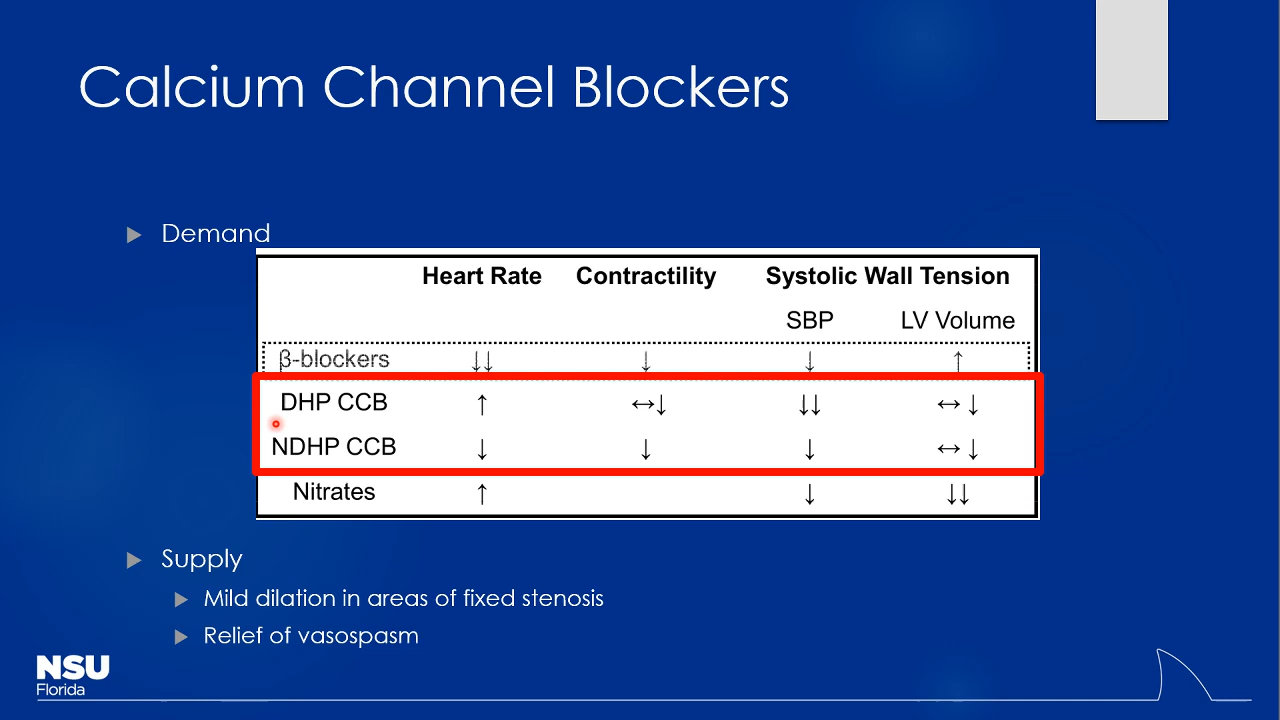 Calcium Channel Blockers
Demand
Heart Rate Contractility Systolic Wall Tension
SBP LV Volume
β-blockers ↓↓ ↓ ↓ ↑
DHP CCB ↑ ↔↓ ↓↓ ↔↓
NDHP CCB ↓ ↓ ↓ ↔↓
Nitrates ↑ ↓ ↓↓
Supply
Mild dilation in areas of fixed stenosis
Relief of vasospasm
NSU
Florida